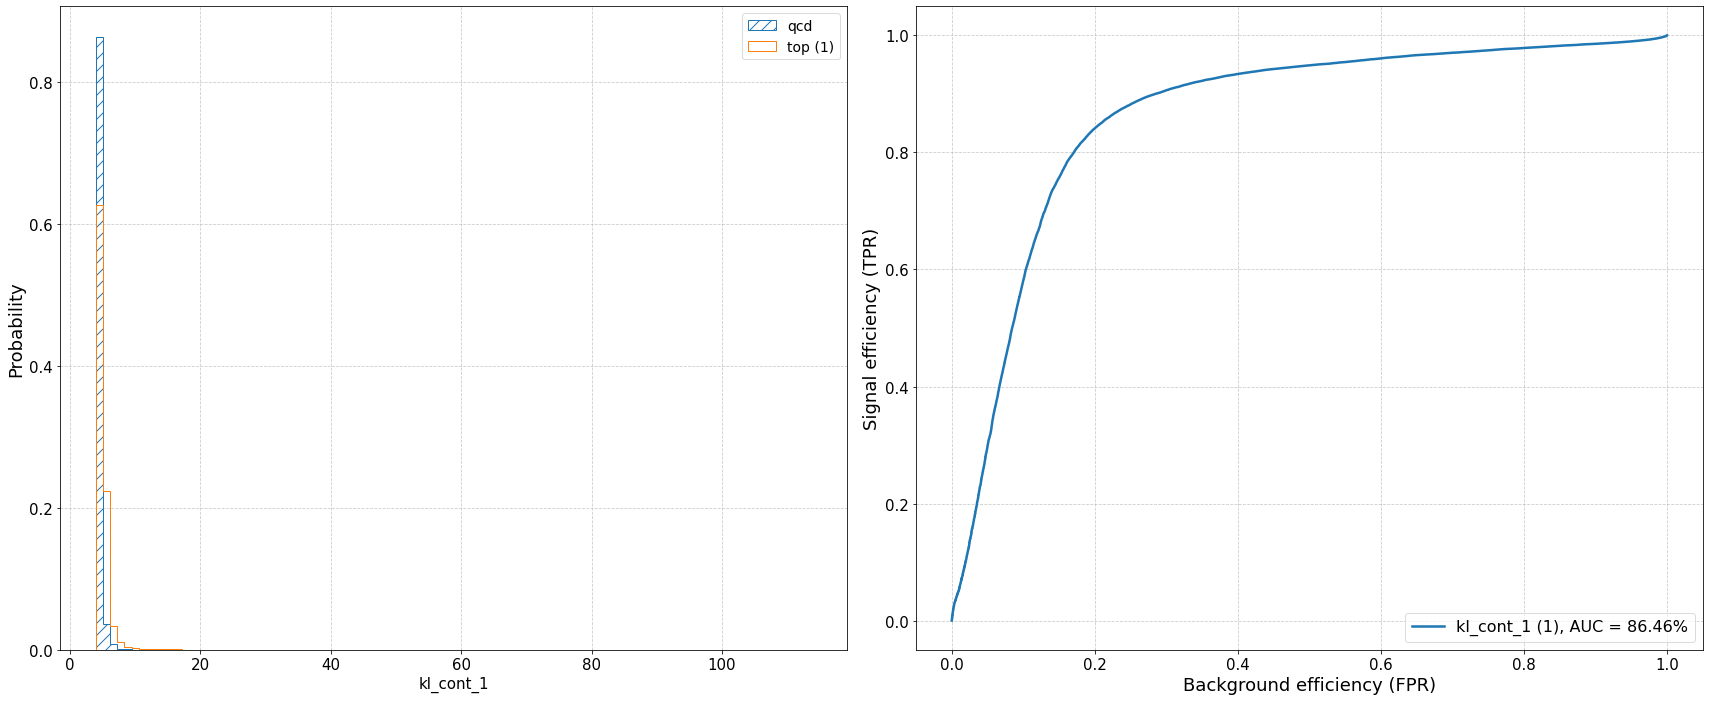 qcd
top (1)
0.8
0.6
0.4
0.2
0.0
Probability
0 20 40 60 80 100
kl_cont_1
1.0
0.8
0.6
0.4
0.2
0.0
Signal efficiency (TPR)
kl_cont_1 (1), AUC = 86.46%
0.0 0.2 0.4 0.6 0.8 1.0
Background efficiency (FPR)